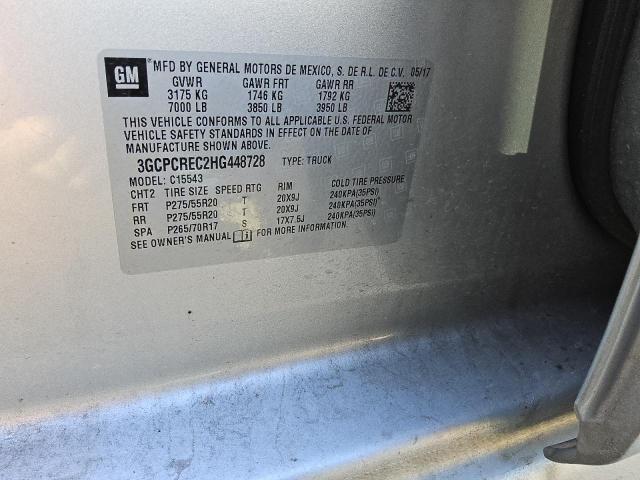 GM
MFD BY GENERAL MOTORS DE MEXICO, S. DE R.L. DE C.V. 05/17
GVWR GAWR FRT GAWR RR
3175 KG 1746 KG 1792 KG
7000 LB 3850 LB 3950 LB
THIS VEHICLE CONFORMS TO ALL APPLICABLE U.S. FEDERAL MOTOR
VEHICLE SAFETY STANDARDS IN EFFECT ON THE DATE OF
MANUFACTURE SHOWN ABOVE.
3GCPCREC2HG448728 TYPE: TRUCK
MODEL: C15543
CHT2 TIRE SIZE SPEED RTG RIM COLD TIRE PRESSURE
FRT P275/55R20 T 20X9J 240KPA(35PSI)
RR P275/55R20 T 20X9J 240KPA(35PSI)
SPA P265/70R17 S 17X7.5J 240KPA(35PSI)
SEE OWNER'S MANUAL i FOR MORE INFORMATION.